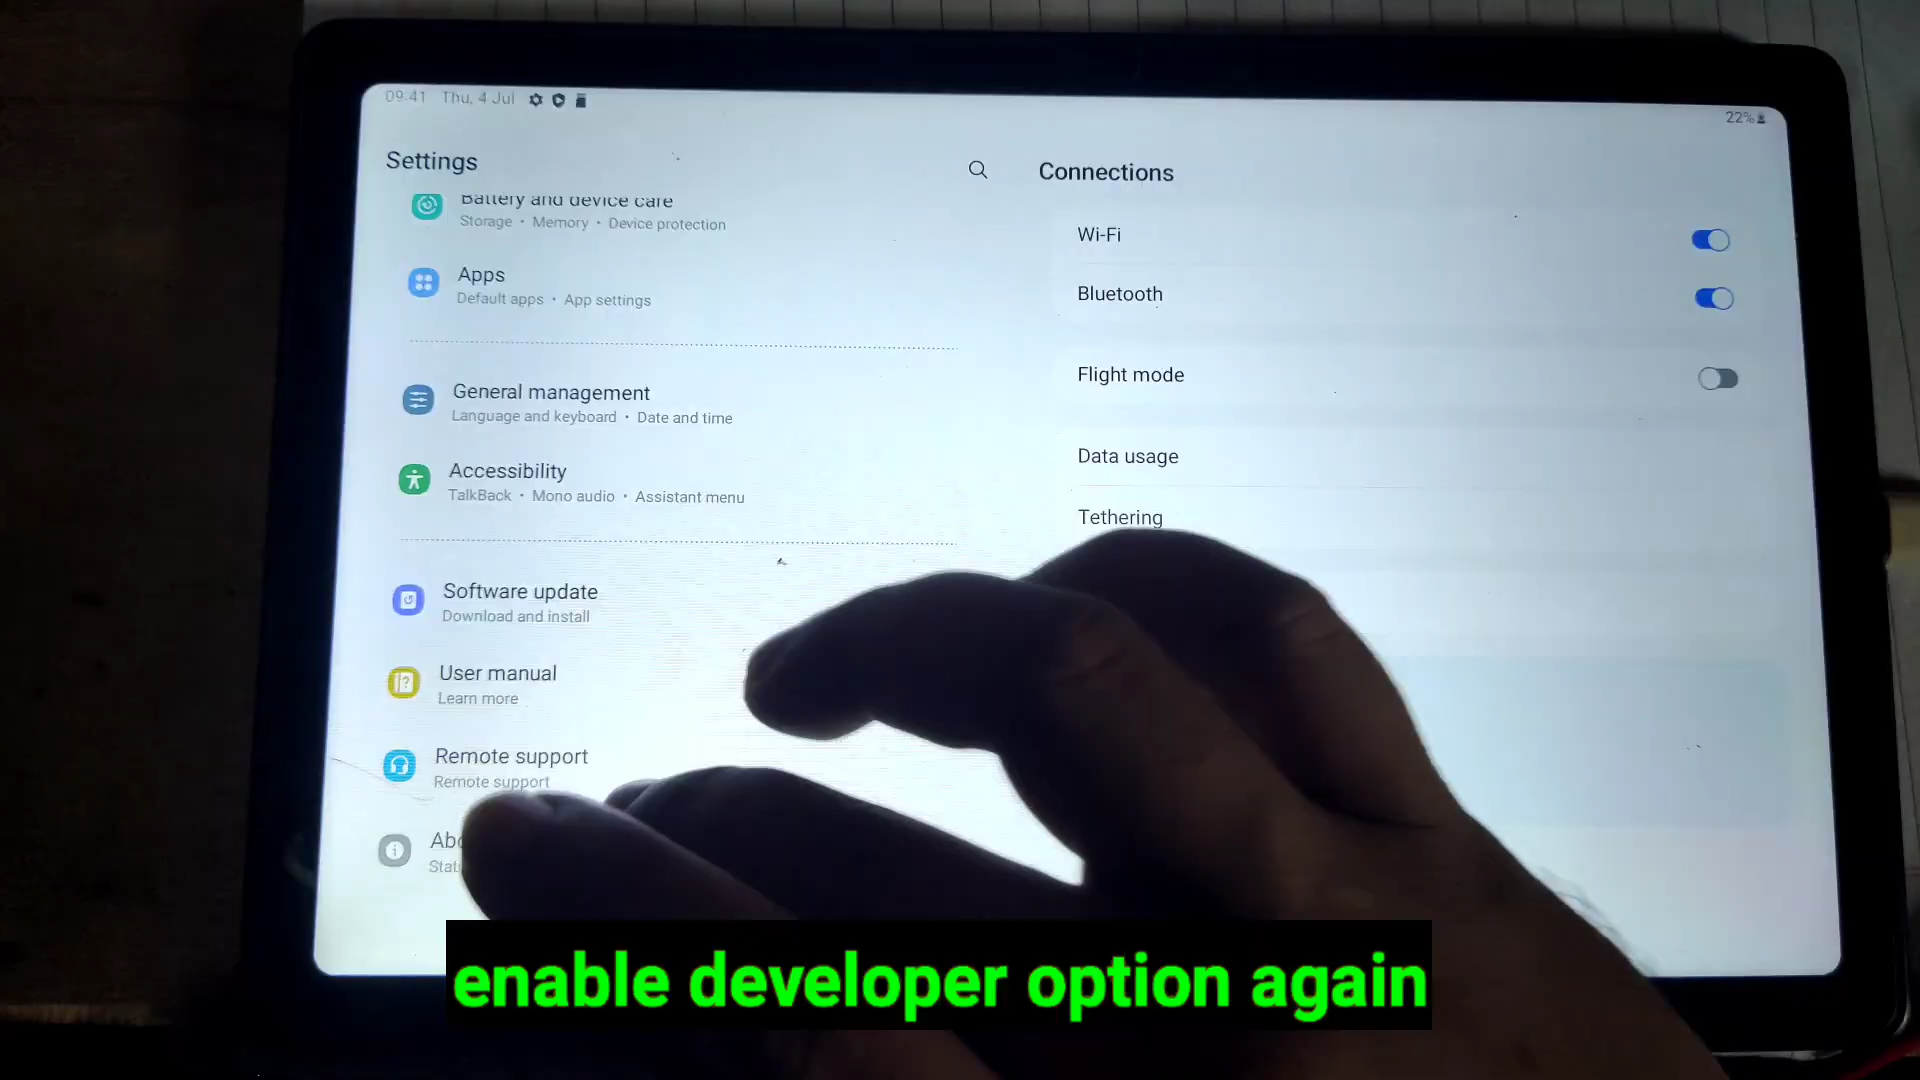 09:41 Thu, 4 Jul
22%
Settings
Battery and device care
Storage • Memory • Device protection
Apps
Default apps • App settings
General management
Language and keyboard • Date and time
Accessibility
TalkBack • Mono audio • Assistant menu
Software update
Download and install
User manual
Learn more
Remote support
Remote support
Connections
Wi-Fi
Bluetooth
Flight mode
Data usage
Tethering
enable developer option again